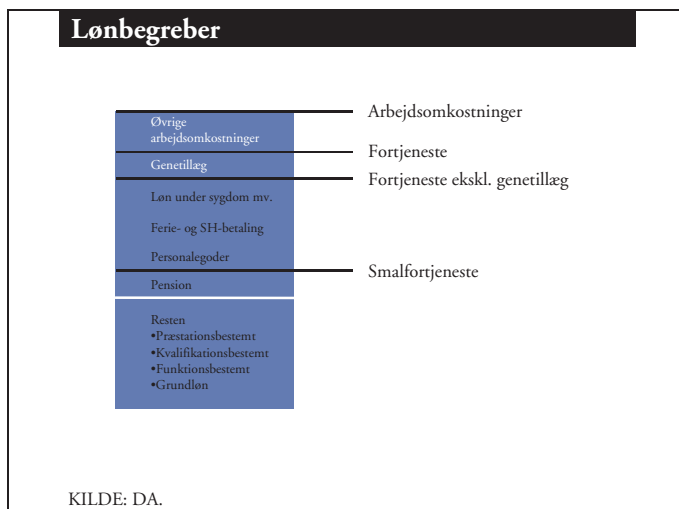 Lønbegreber
Øvrige
arbejdsomkostninger
Arbejdsomkostninger
Genetillæg
Fortjeneste
Fortjeneste ekskl. genetillæg
Løn under sygdom mv.
Ferie- og SH-betaling
Personalegoder
Smalfortjeneste
Pension
Resten
•Præstationsbestemt
•Kvalifikationsbestemt
•Funktionsbestemt
•Grundløn
KILDE: DA.